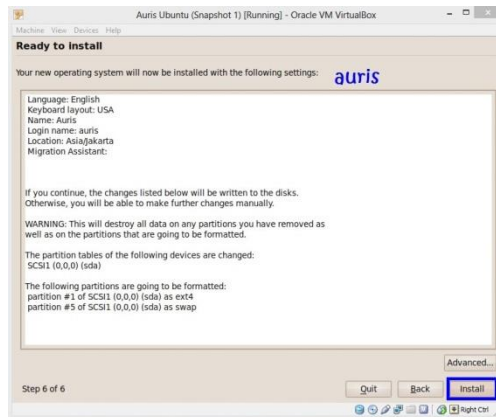 Auris Ubuntu (Snapshot 1) [Running] - Oracle VM VirtualBox
Machine View Devices Help
Ready to install
Your new operating system will now be installed with the following settings:
auris
Language: English
Keyboard layout: USA
Name: Auris
Login name: auris
Location: Asia/Jakarta
Migration Assistant:
If you continue, the changes listed below will be written to the disks.
Otherwise, you will be able to make further changes manually.
WARNING: This will destroy all data on any partitions you have removed as
well as on the partitions that are going to be formatted.
The partition tables of the following devices are changed:
SCSI1 (0,0,0) (sda)
The following partitions are going to be formatted:
partition #1 of SCSI1 (0,0,0) (sda) as ext4
partition #5 of SCSI1 (0,0,0) (sda) as swap
Advanced...
Step 6 of 6
Quit
Back
Install
Right Ctrl